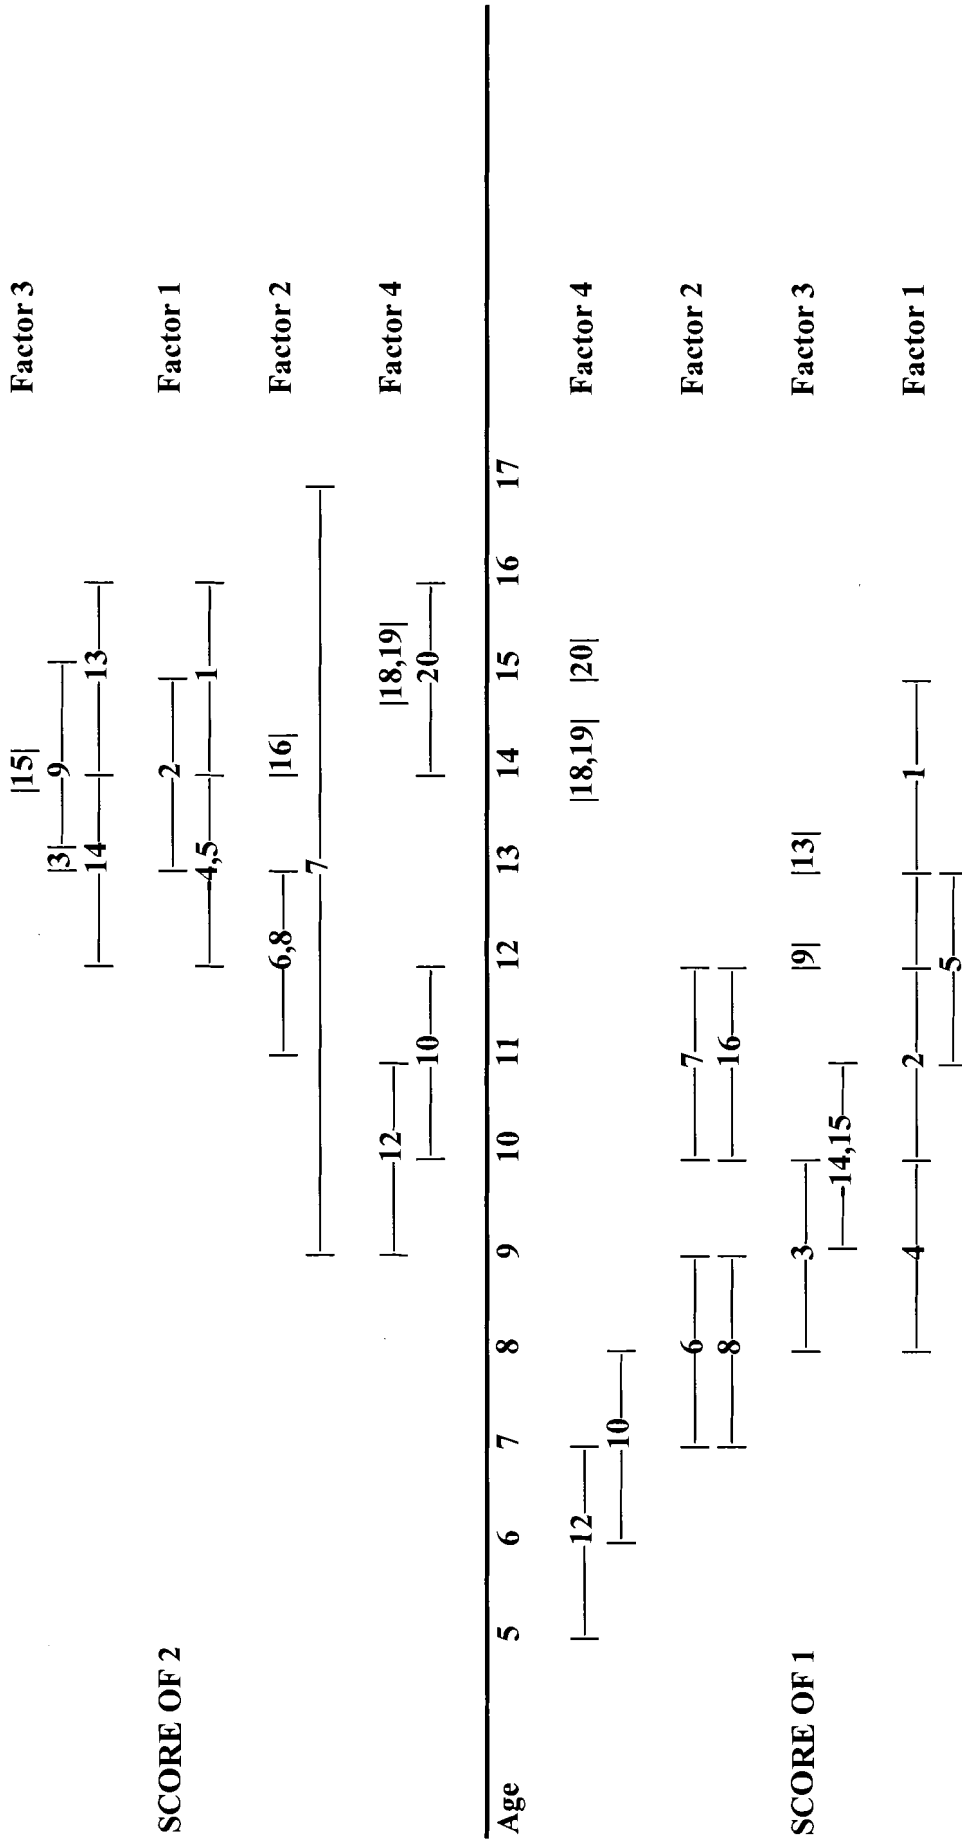 |15| Factor 3
|3| 9
14 13
SCORE OF 2 2 Factor 1
4,5 1
6,8 |16| Factor 2
7
12 |18,19| Factor 4
10 20
Age 5 6 7 8 9 10 11 12 13 14 15 16 17
12 |18,19| |20| Factor 4
10
6 7 Factor 2
8 16
SCORE OF 1 3 |9| |13| Factor 3
14,15
4 2 1 Factor 1
5